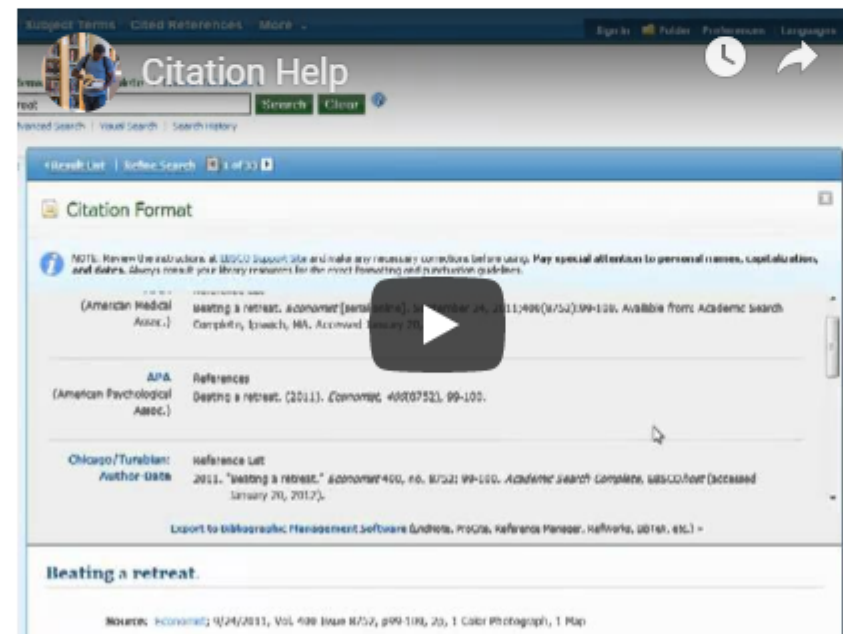 Subject Terms Cited References More
Sign In Folder Preferences Languages
Citation Help
Search Clear
Advanced Search | Visual Search | Search History
Result List | Refine Search 1 of 33
Citation Format
NOTE: Review the instructions at EBSCO Support Site and make any necessary corrections before using. Pay special attention to personal names, capitalization,
and dates. Always consult your library resources for the exact formatting and punctuation guidelines.
(American Medical Assoc.)
Reference List
Beating a retreat. Economist [serial online]. September 24, 2011;400(8752):99-100. Available from: Academic Search
Complete, Ipswich, MA. Accessed January 20,
APA
(American Psychological Assoc.)
References
Beating a retreat. (2011). Economist, 400(8752), 99-100.
Chicago/Turabian:
Author-Date
Reference List
2011. "Beating a retreat." Economist 400, no. 8752: 99-100. Academic Search Complete, EBSCOhost (accessed
January 20, 2012).
Export to Bibliographic Management Software (EndNote, ProCite, Reference Manager, RefWorks, BibTeX, etc.) »
Beating a retreat.
Source: Economist; 9/24/2011, Vol. 400 Issue 8752, p99-100, 2p, 1 Color Photograph, 1 Map